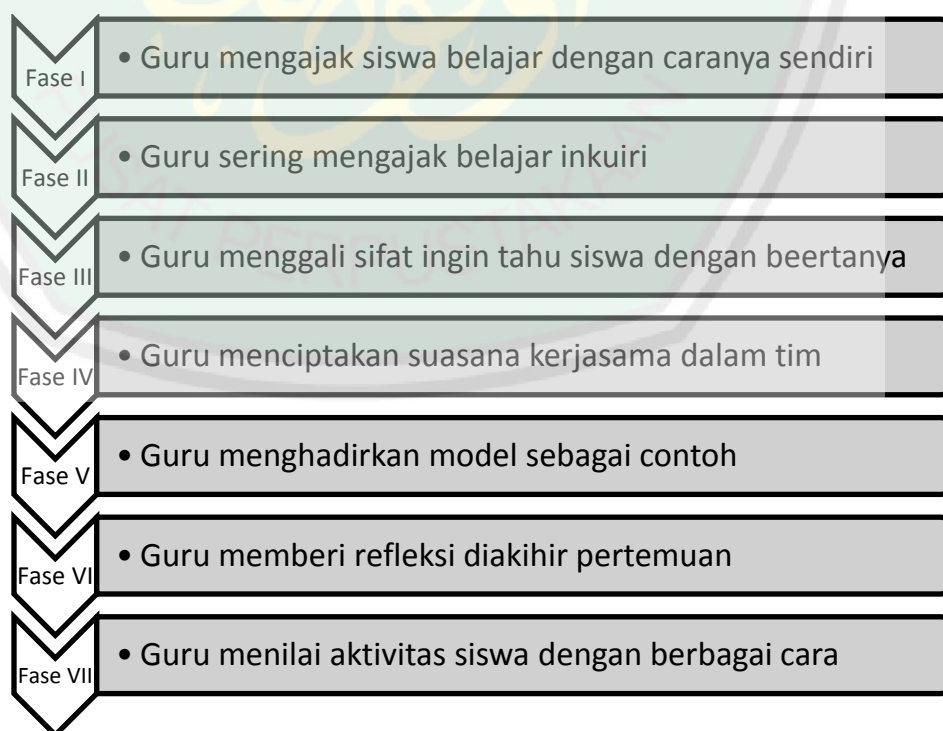 Fase I
• Guru mengajak siswa belajar dengan caranya sendiri
Fase II
• Guru sering mengajak belajar inkuiri
Fase III
• Guru menggali sifat ingin tahu siswa dengan beertanya
Fase IV
• Guru menciptakan suasana kerjasama dalam tim
Fase V
• Guru menghadirkan model sebagai contoh
Fase VI
• Guru memberi refleksi diakihir pertemuan
Fase VII
• Guru menilai aktivitas siswa dengan berbagai cara
PUSAT PERPUSTAKAAN